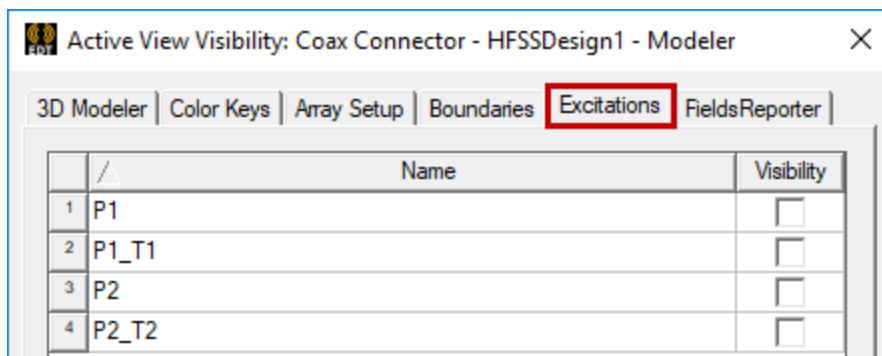 EDT Active View Visibility: Coax Connector - HFSSDesign1 - Modeler
3D Modeler Color Keys Array Setup Boundaries Excitations FieldsReporter
Name Visibility
1 P1
2 P1_T1
3 P2
4 P2_T2